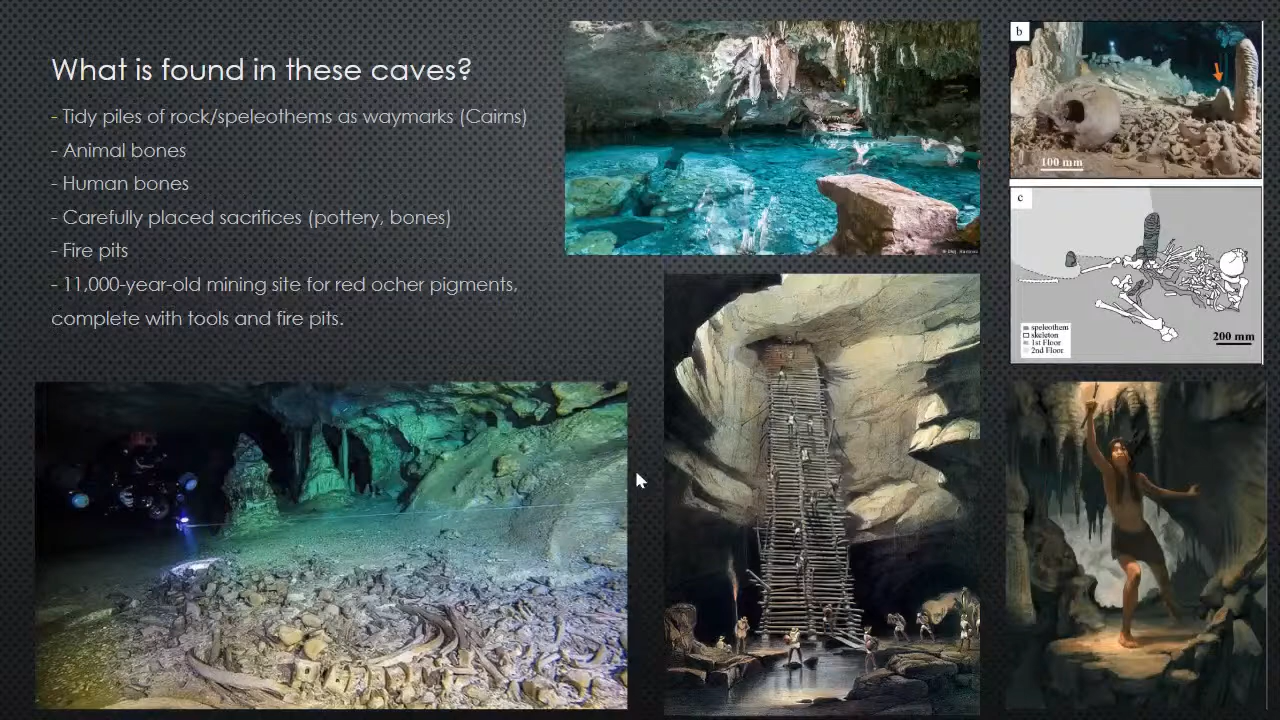 What is found in these caves?
- Tidy piles of rock/speleothems as waymarks (Cairns)
- Animal bones
- Human bones
- Carefully placed sacrifices (pottery, bones)
- Fire pits
- 11,000-year-old mining site for red ocher pigments,
complete with tools and fire pits.
b
100 mm
c
speleothem
skeleton
1st Floor
2nd Floor
200 mm